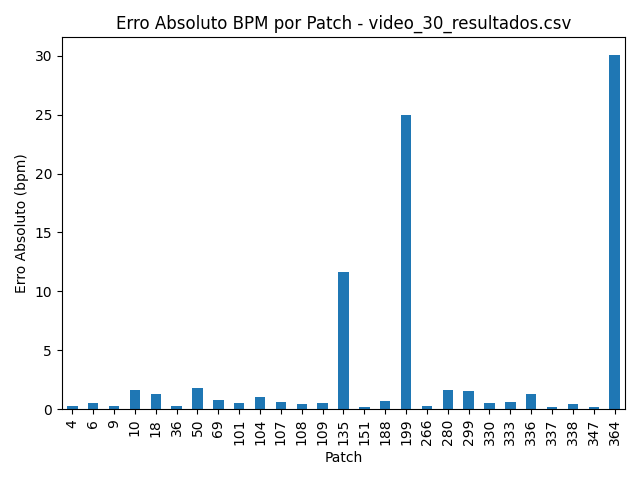 Erro Absoluto BPM por Patch - video_30_resultados.csv
Erro Absoluto (bpm)
30
25
20
15
10
5
0
4 6 9 10 18 36 50 69 101 104 107 108 109 135 151 188 199 266 280 299 330 333 336 337 338 347 364
Patch